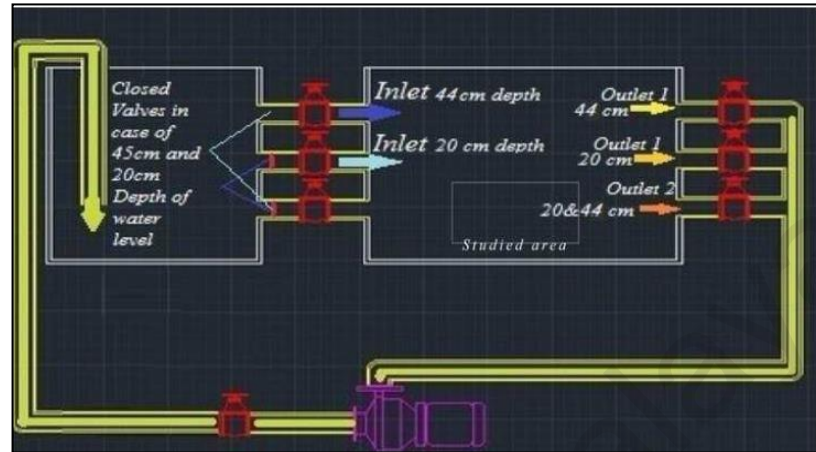 Closed
Valves in
case of
45cm and
20cm
Depth of
water
level
Inlet 44cm depth
Inlet 20 cm depth
Outlet 1
44 cm
Outlet 1
20 cm
Outlet 2
20&44 cm
Studied area